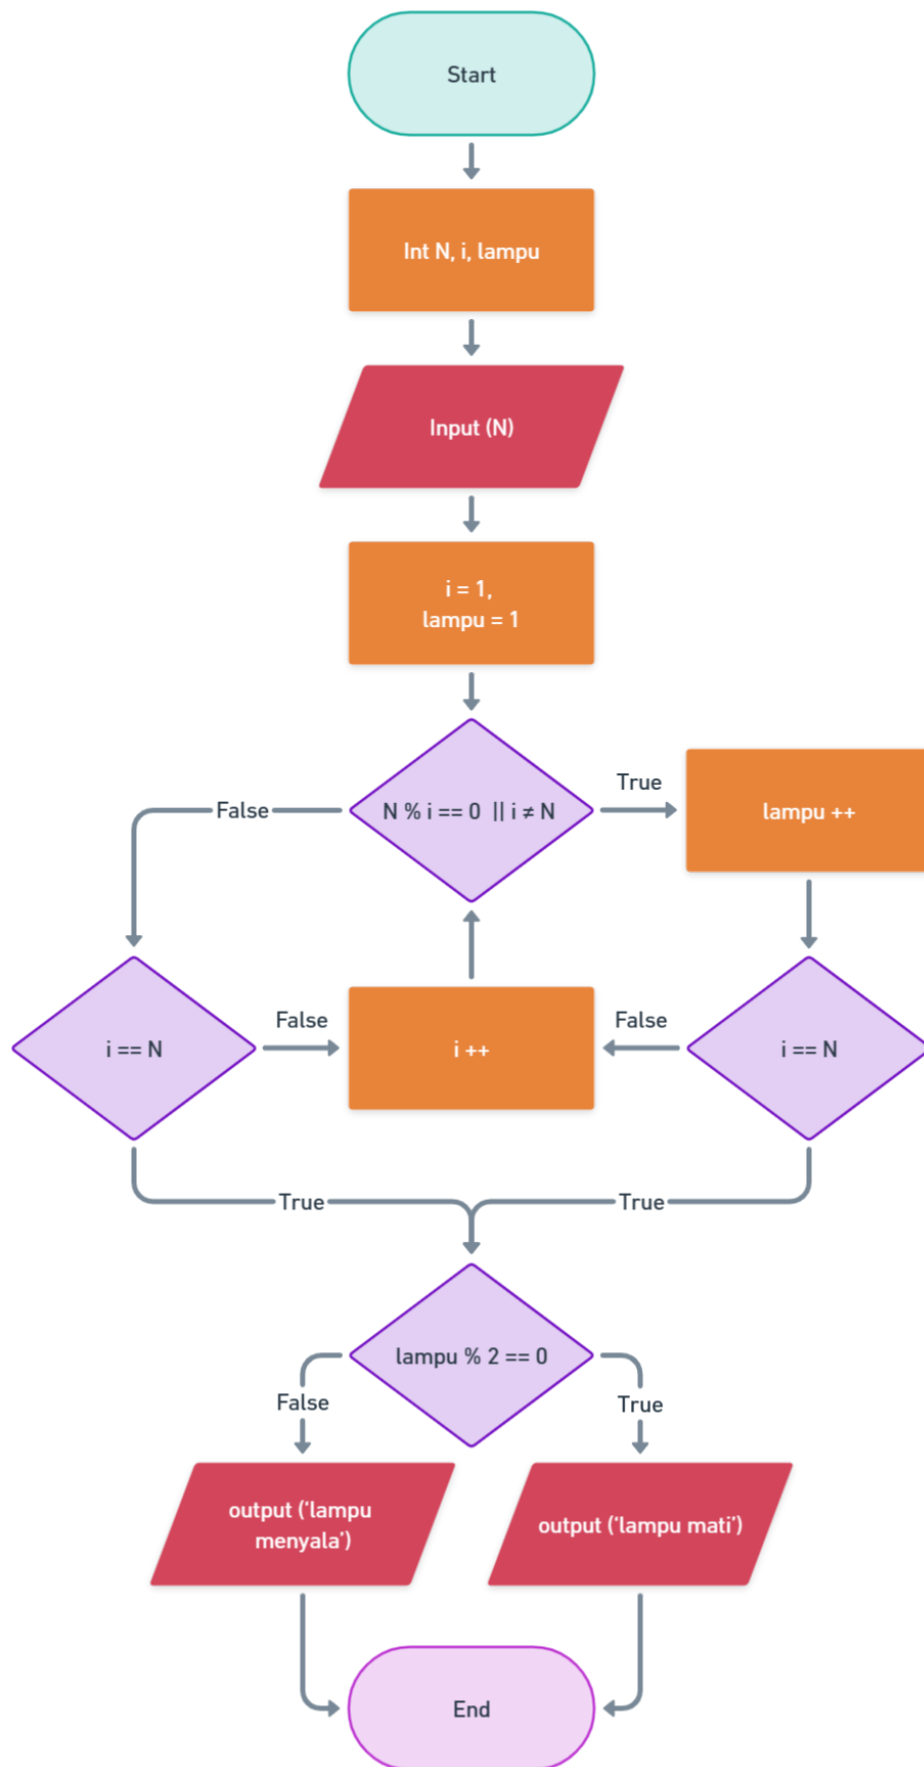 Start
Int N, i, lampu
Input (N)
i = 1,
lampu = 1
N % i == 0 || i ≠ N
True
lampu ++
False
i == N
False
i ++
False
i == N
True
True
lampu % 2 == 0
False
True
output (‘lampu
menyala’)
output (‘lampu mati’)
End